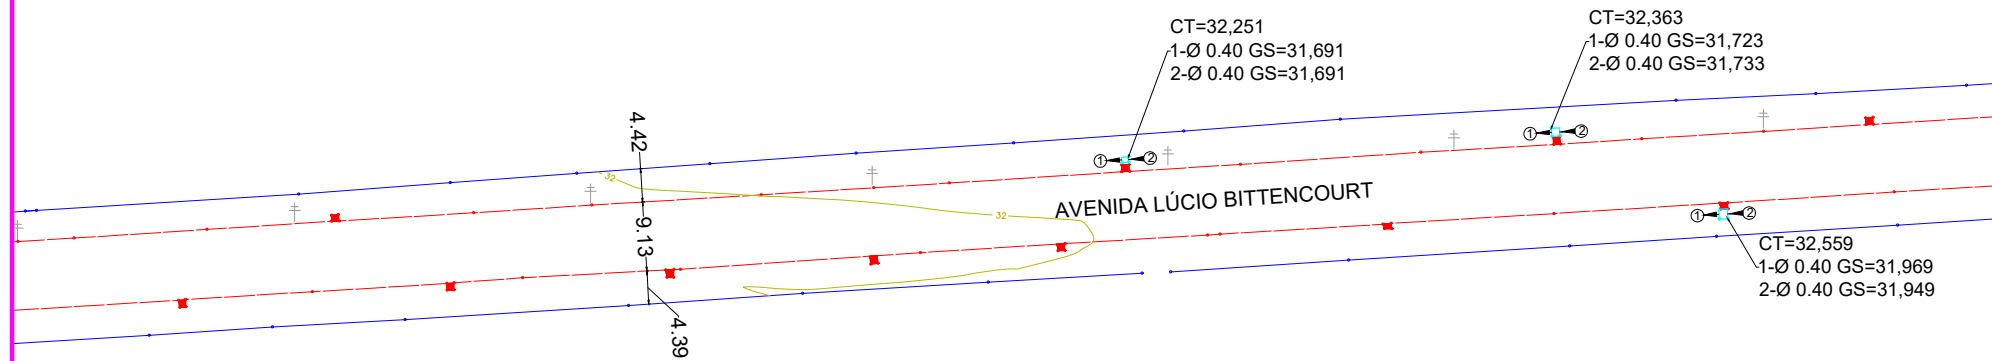 CT=32,251
1-Ø 0.40 GS=31,691
2-Ø 0.40 GS=31,691
CT=32,363
1-Ø 0.40 GS=31,723
2-Ø 0.40 GS=31,733
4.42
1
2
1
2
32
32
AVENIDA LÚCIO BITTENCOURT
9.13
1
2
CT=32,559
1-Ø 0.40 GS=31,969
2-Ø 0.40 GS=31,949
4.39